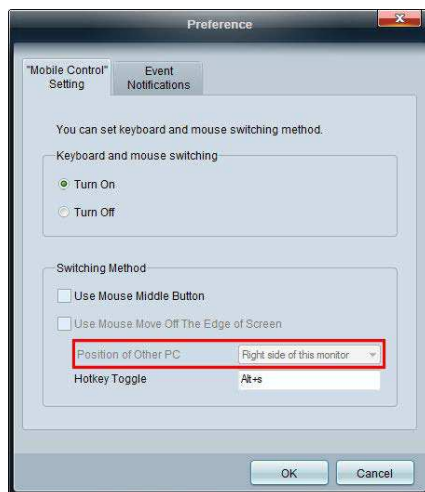 Preference
x
"Mobile Control"
Setting
Event
Notifications
You can set keyboard and mouse switching method.
Keyboard and mouse switching
Turn On
Turn Off
Switching Method
Use Mouse Middle Button
Use Mouse Move Off The Edge of Screen
Position of Other PC Right side of this monitor
Hotkey Toggle Alt+s
OK Cancel